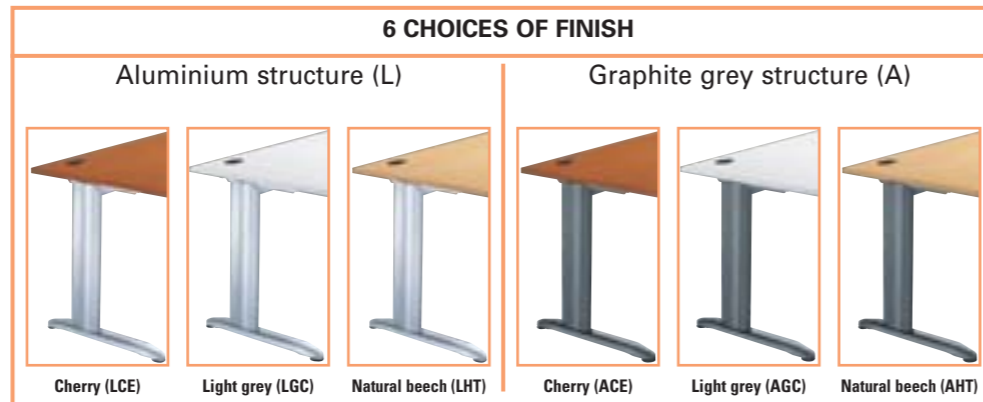 6 CHOICES OF FINISH
Aluminium structure (L)
Graphite grey structure (A)
Cherry (LCE)
Light grey (LGC)
Natural beech (LHT)
Cherry (ACE)
Light grey (AGC)
Natural beech (AHT)